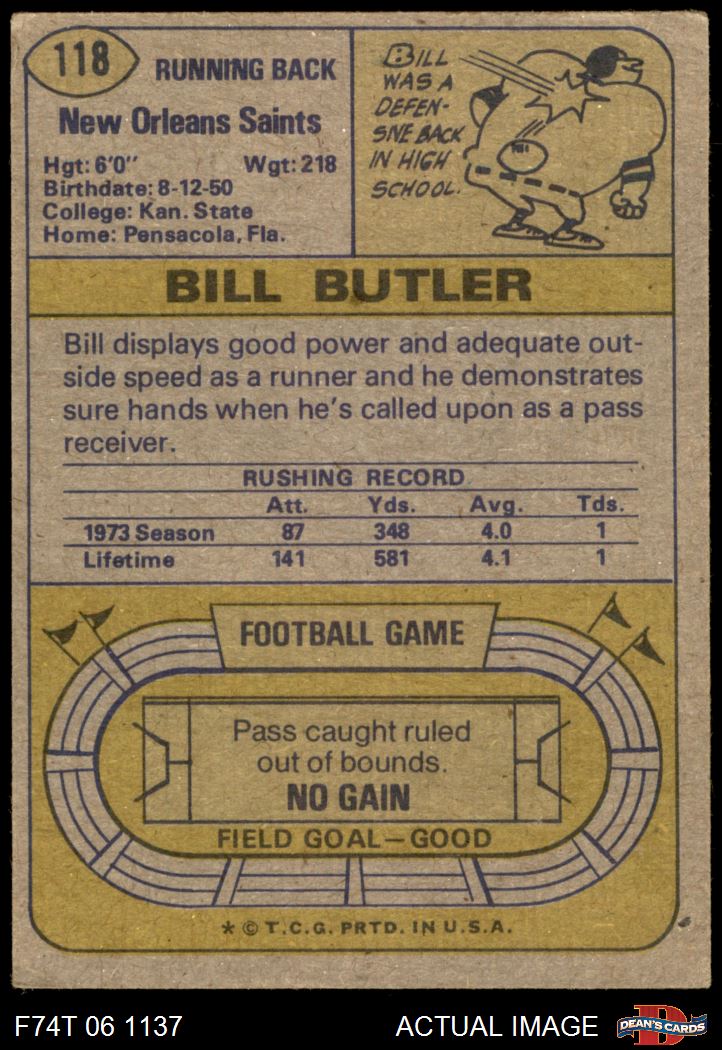 118
RUNNING BACK
New Orleans Saints
Hgt: 6'0" Wgt: 218
Birthdate: 8-12-50
College: Kan. State
Home: Pensacola, Fla.
BILL
WAS A
DEFEN-
SNE BACK
IN HIGH
SCHOOL.
BILL BUTLER
Bill displays good power and adequate out-
side speed as a runner and he demonstrates
sure hands when he's called upon as a pass
receiver.
RUSHING RECORD
Att. Yds. Avg. Tds.
1973 Season 87 348 4.0 1
Lifetime 141 581 4.1 1
FOOTBALL GAME
Pass caught ruled
out of bounds.
NO GAIN
FIELD GOAL—GOOD
* © T.C.G. PRTD. IN U.S.A.
F74T 06 1137 ACTUAL IMAGE
D
DEAN'S CARDS